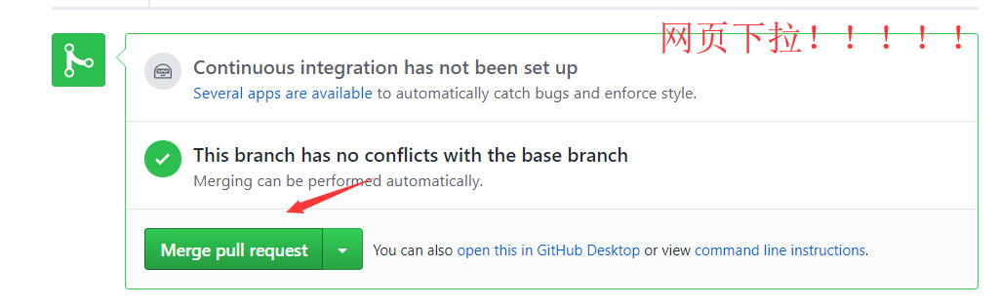 网页下拉！！！！！
Continuous integration has not been set up
Several apps are available to automatically catch bugs and enforce style.
This branch has no conflicts with the base branch
Merging can be performed automatically.
Merge pull request
You can also open this in GitHub Desktop or view command line instructions.